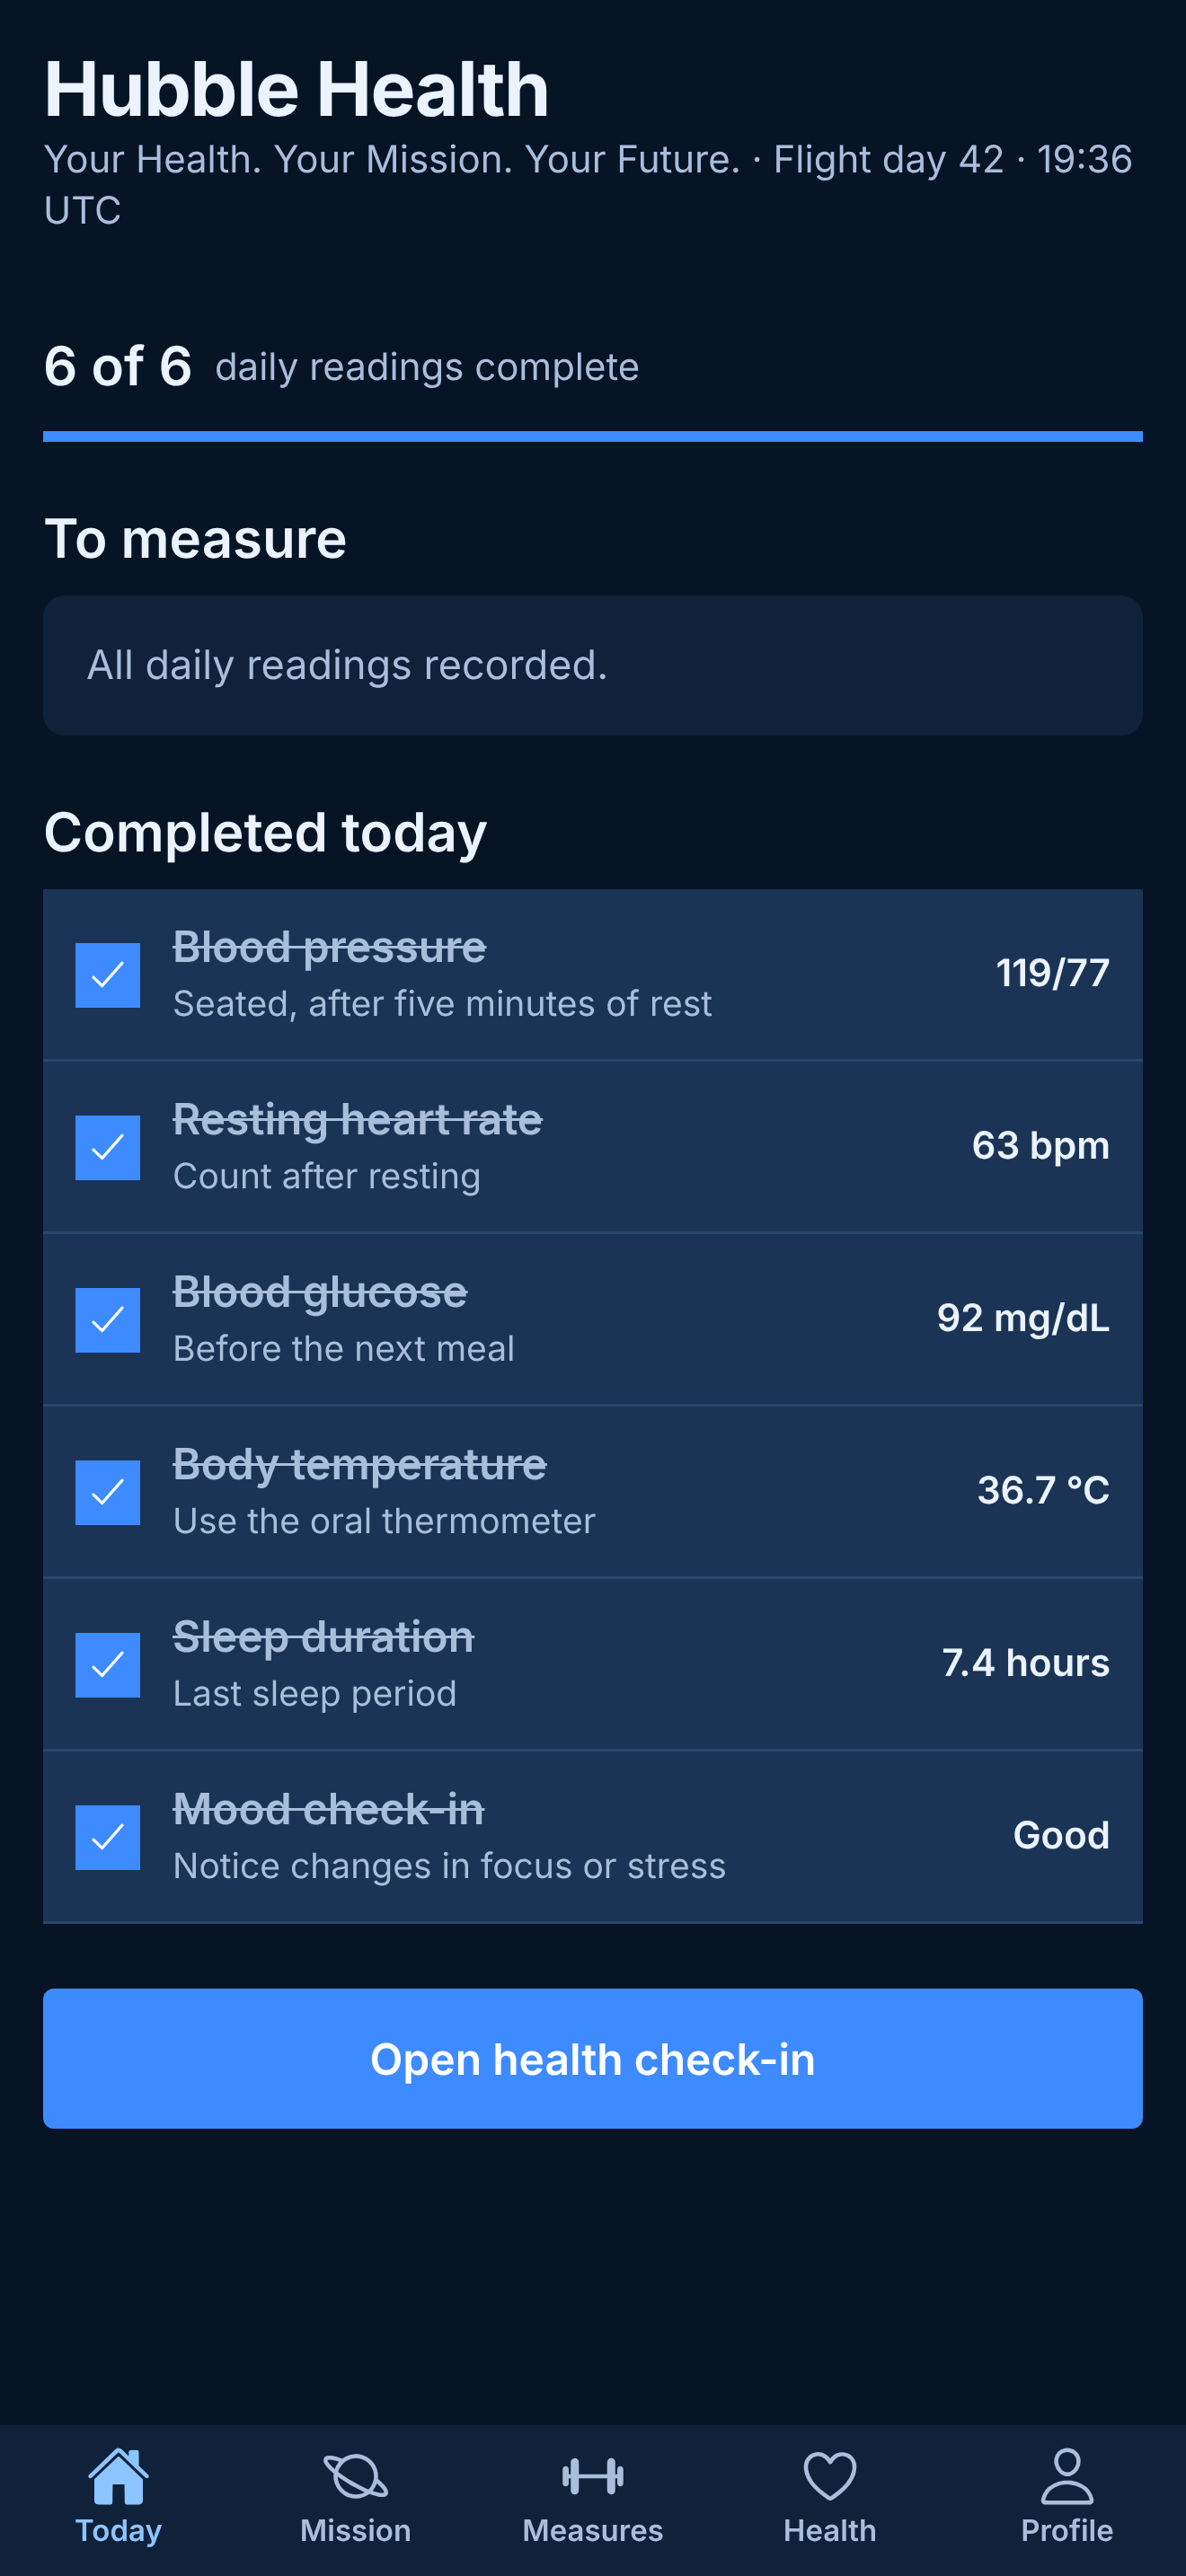 Hubble Health
Your Health. Your Mission. Your Future. · Flight day 42 · 19:36
UTC
6 of 6 daily readings complete
To measure
All daily readings recorded.
Completed today
Blood pressure
Seated, after five minutes of rest
119/77
Resting heart rate
Count after resting
63 bpm
Blood glucose
Before the next meal
92 mg/dL
Body temperature
Use the oral thermometer
36.7 °C
Sleep duration
Last sleep period
7.4 hours
Mood check-in
Notice changes in focus or stress
Good
Open health check-in
Today
Mission
Measures
Health
Profile